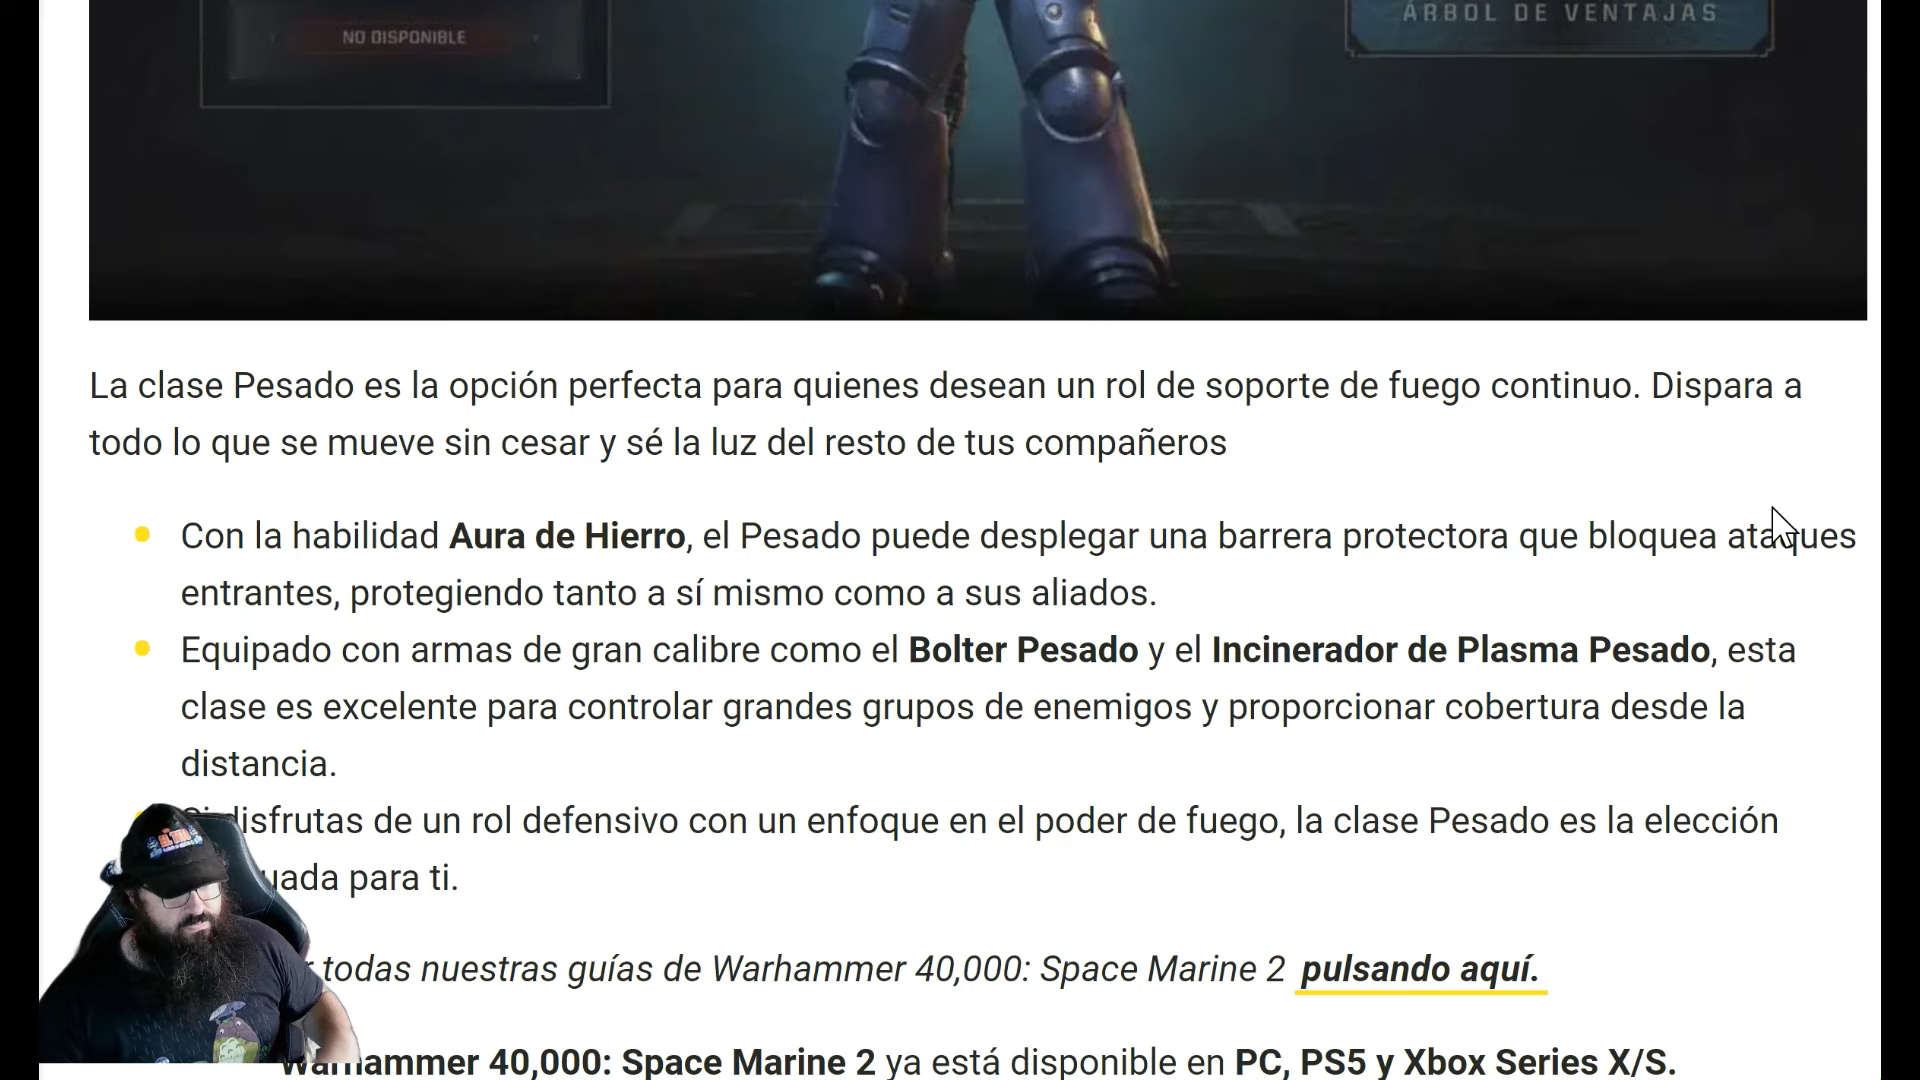 NO DISPONIBLE
ÁRBOL DE VENTAJAS
La clase Pesado es la opción perfecta para quienes desean un rol de soporte de fuego continuo. Dispara a
todo lo que se mueve sin cesar y sé la luz del resto de tus compañeros
Con la habilidad Aura de Hierro, el Pesado puede desplegar una barrera protectora que bloquea ataques
entrantes, protegiendo tanto a sí mismo como a sus aliados.
Equipado con armas de gran calibre como el Bolter Pesado y el Incinerador de Plasma Pesado, esta
clase es excelente para controlar grandes grupos de enemigos y proporcionar cobertura desde la
distancia.
disfrutas de un rol defensivo con un enfoque en el poder de fuego, la clase Pesado es la elección
para ti.
todas nuestras guías de Warhammer 40,000: Space Marine 2 pulsando aquí.
Warhammer 40,000: Space Marine 2 ya está disponible en PC, PS5 y Xbox Series X/S.